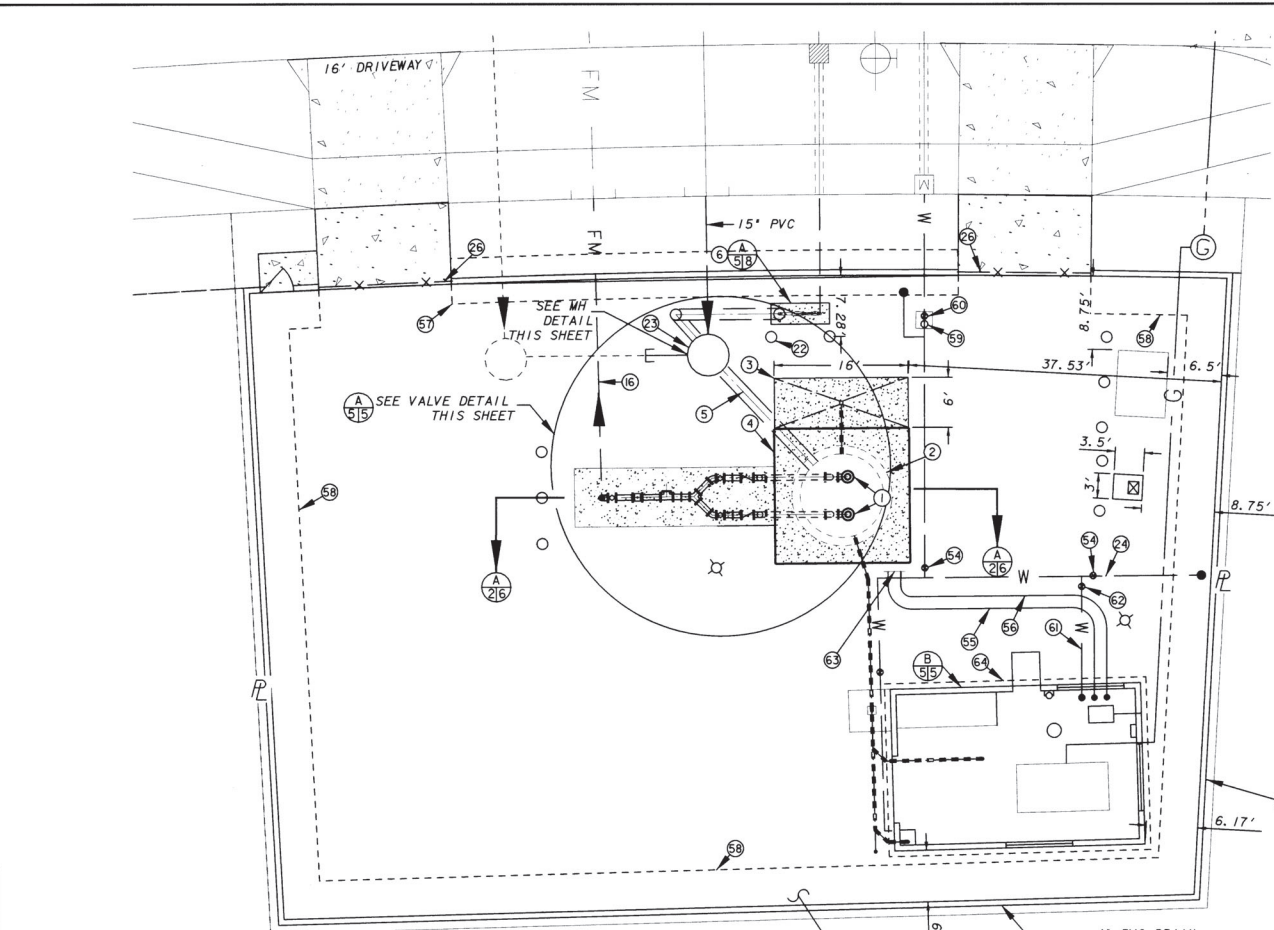 16' DRIVEWAY
FM
M
FM
15" PVC
W
26
6
A
5 8
26
G
SEE MH
DETAIL
THIS SHEET
57
23
7.28'
60
59
8.75'
58
3
16'
37.53'
6.5'
16
A
5 5
SEE VALVE DETAIL
THIS SHEET
5
6'
G
4
2
3.5'
58
1
3'
8.75'
A
2 6
54
A
2 6
54
24
W
PL
62
W
55
56
61
W
63
B
5 5
64
PL
6.17'
58